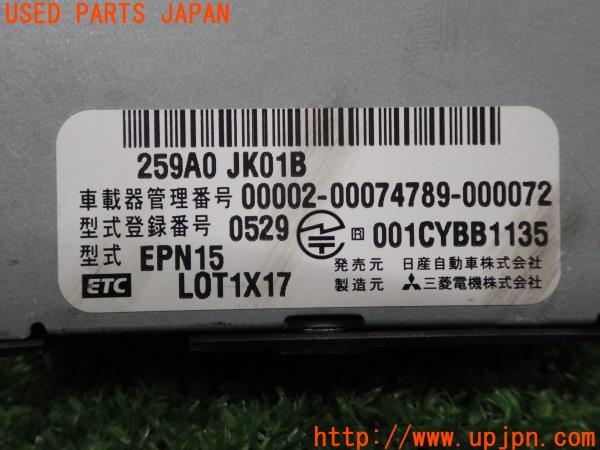 USED PARTS JAPAN
259A0 JK01B
車載器管理番号 00002-00074789-000072
型式登録番号 0529 R 001CYBB1135
型式 EPN15
ETC LOT1X17
発売元 日産自動車株式会社
製造元 三菱電機株式会社
http://www.upjpn.com/